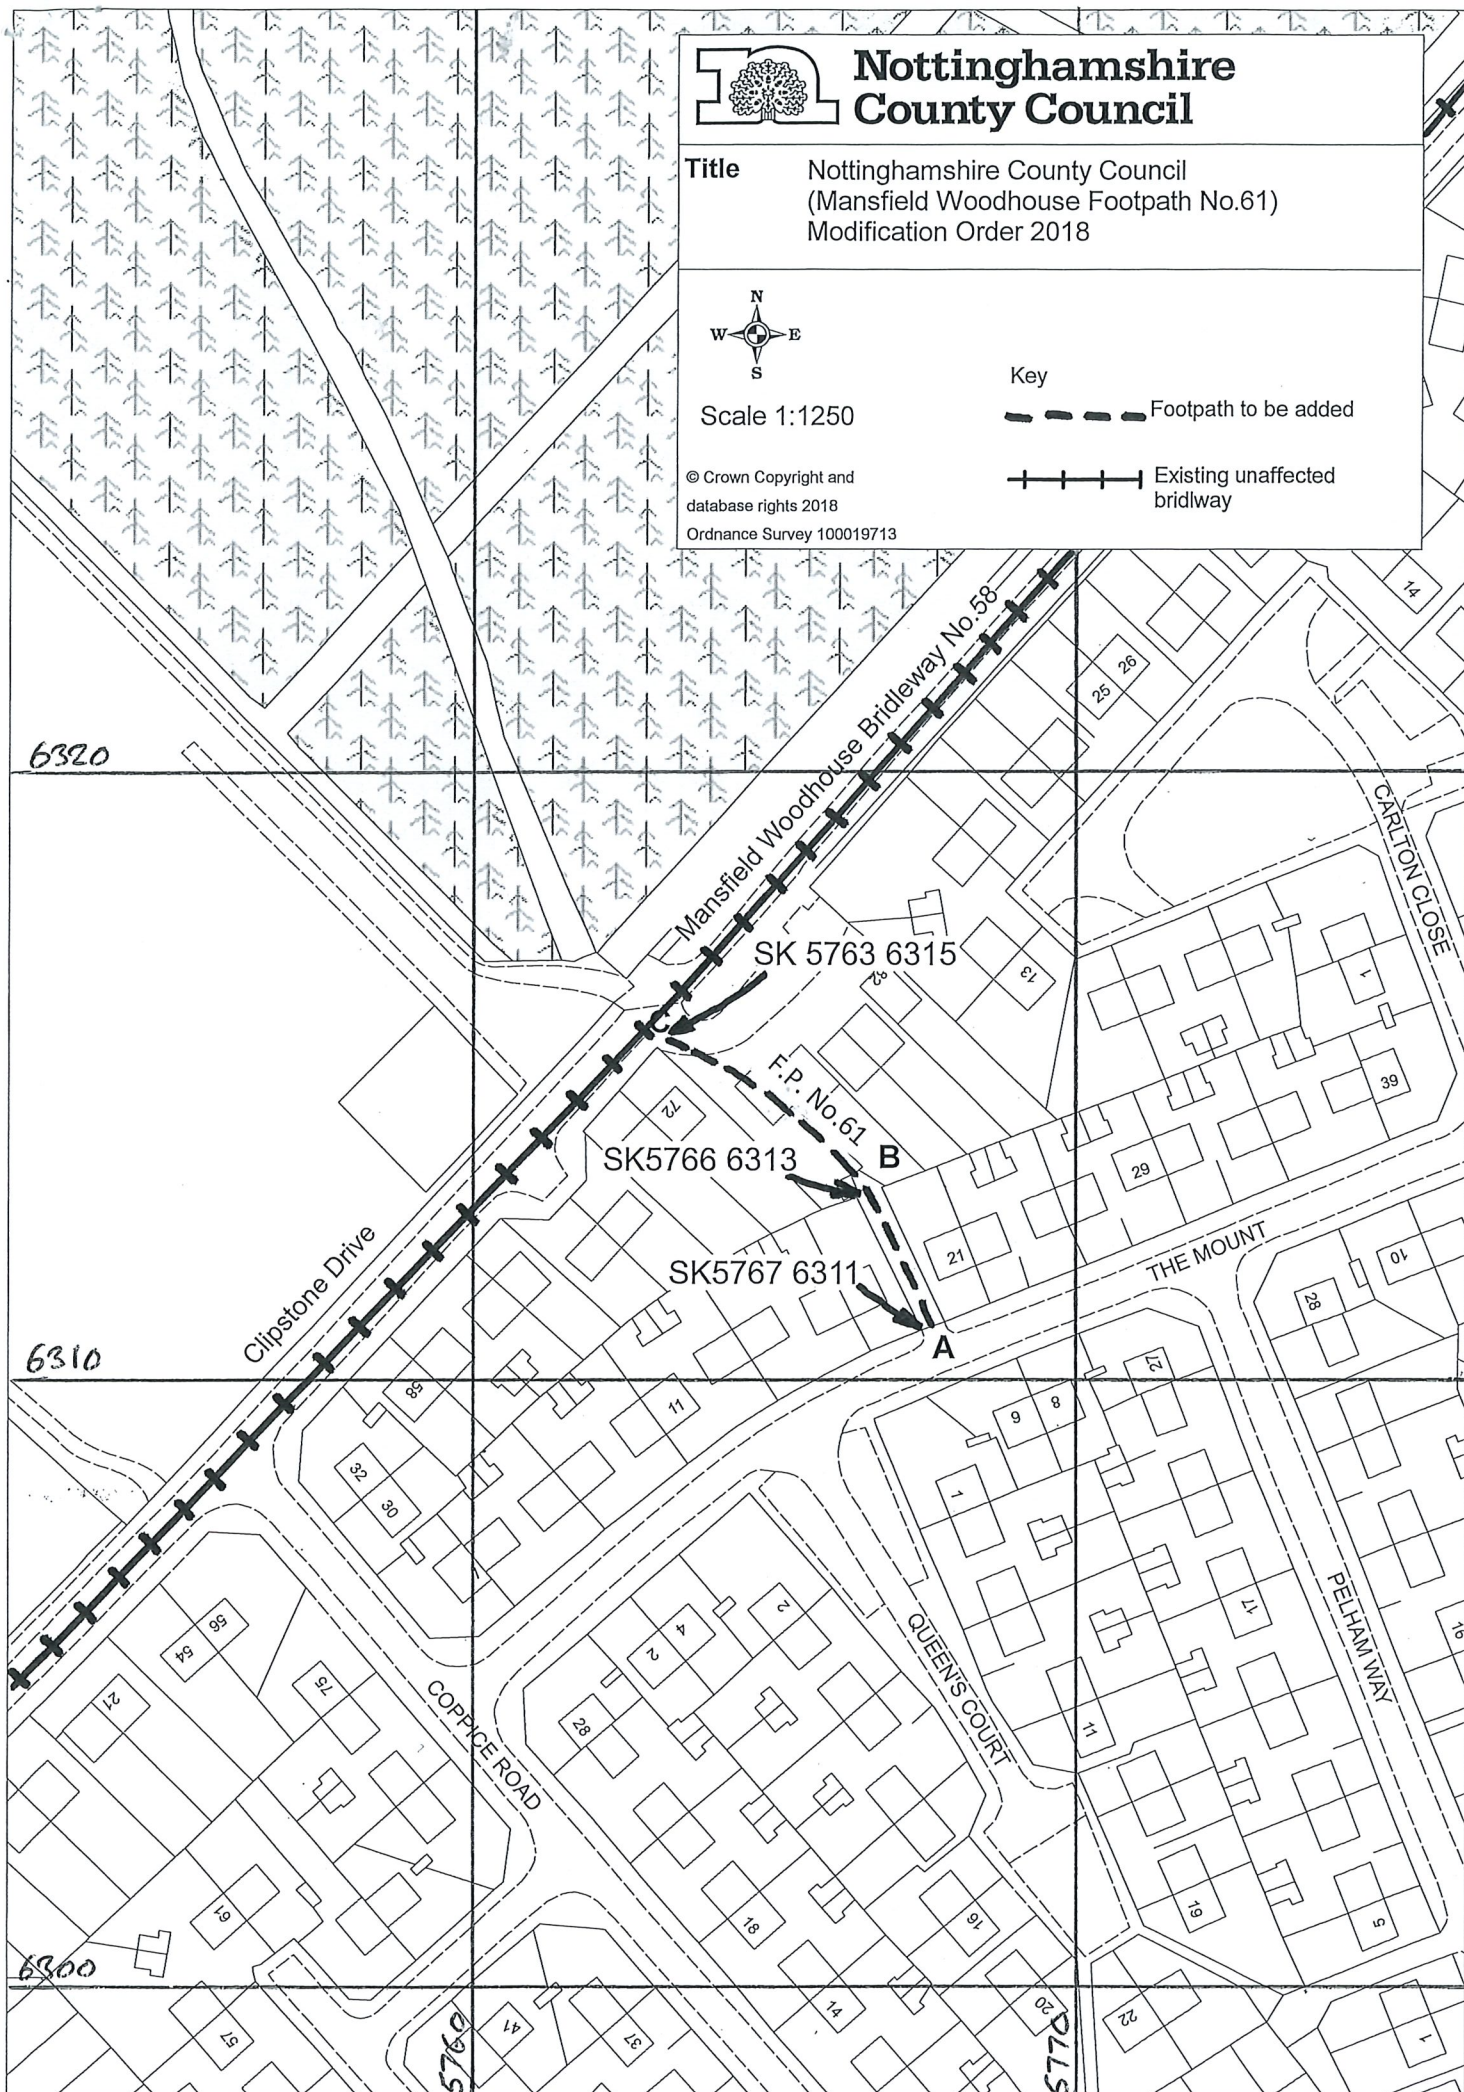 Nottinghamshire
County Council
Title
Nottinghamshire County Council
(Mansfield Woodhouse Footpath No.61)
Modification Order 2018
N
W E
S
Scale 1:1250
Key
Footpath to be added
Existing unaffected
bridlway
© Crown Copyright and
database rights 2018
Ordnance Survey 100019713
14
Mansfield Woodhouse Bridleway No.58
26
25
6320
CARLTON CLOSE
SK 5763 6315
13
1
C
F.P. No.61
72
39
SK5766 6313
B
29
21
THE MOUNT
SK5767 6311
A
Clipstone Drive
10
28
6310
58
11
27
8
9
32
30
1
17
PELHAM WAY
16
56
54
2
4
2
QUEEN'S COURT
75
21
COPPICE ROAD
28
11
61
18
16
19
5
6300
57
41
37
14
20
22
1
5760
5770